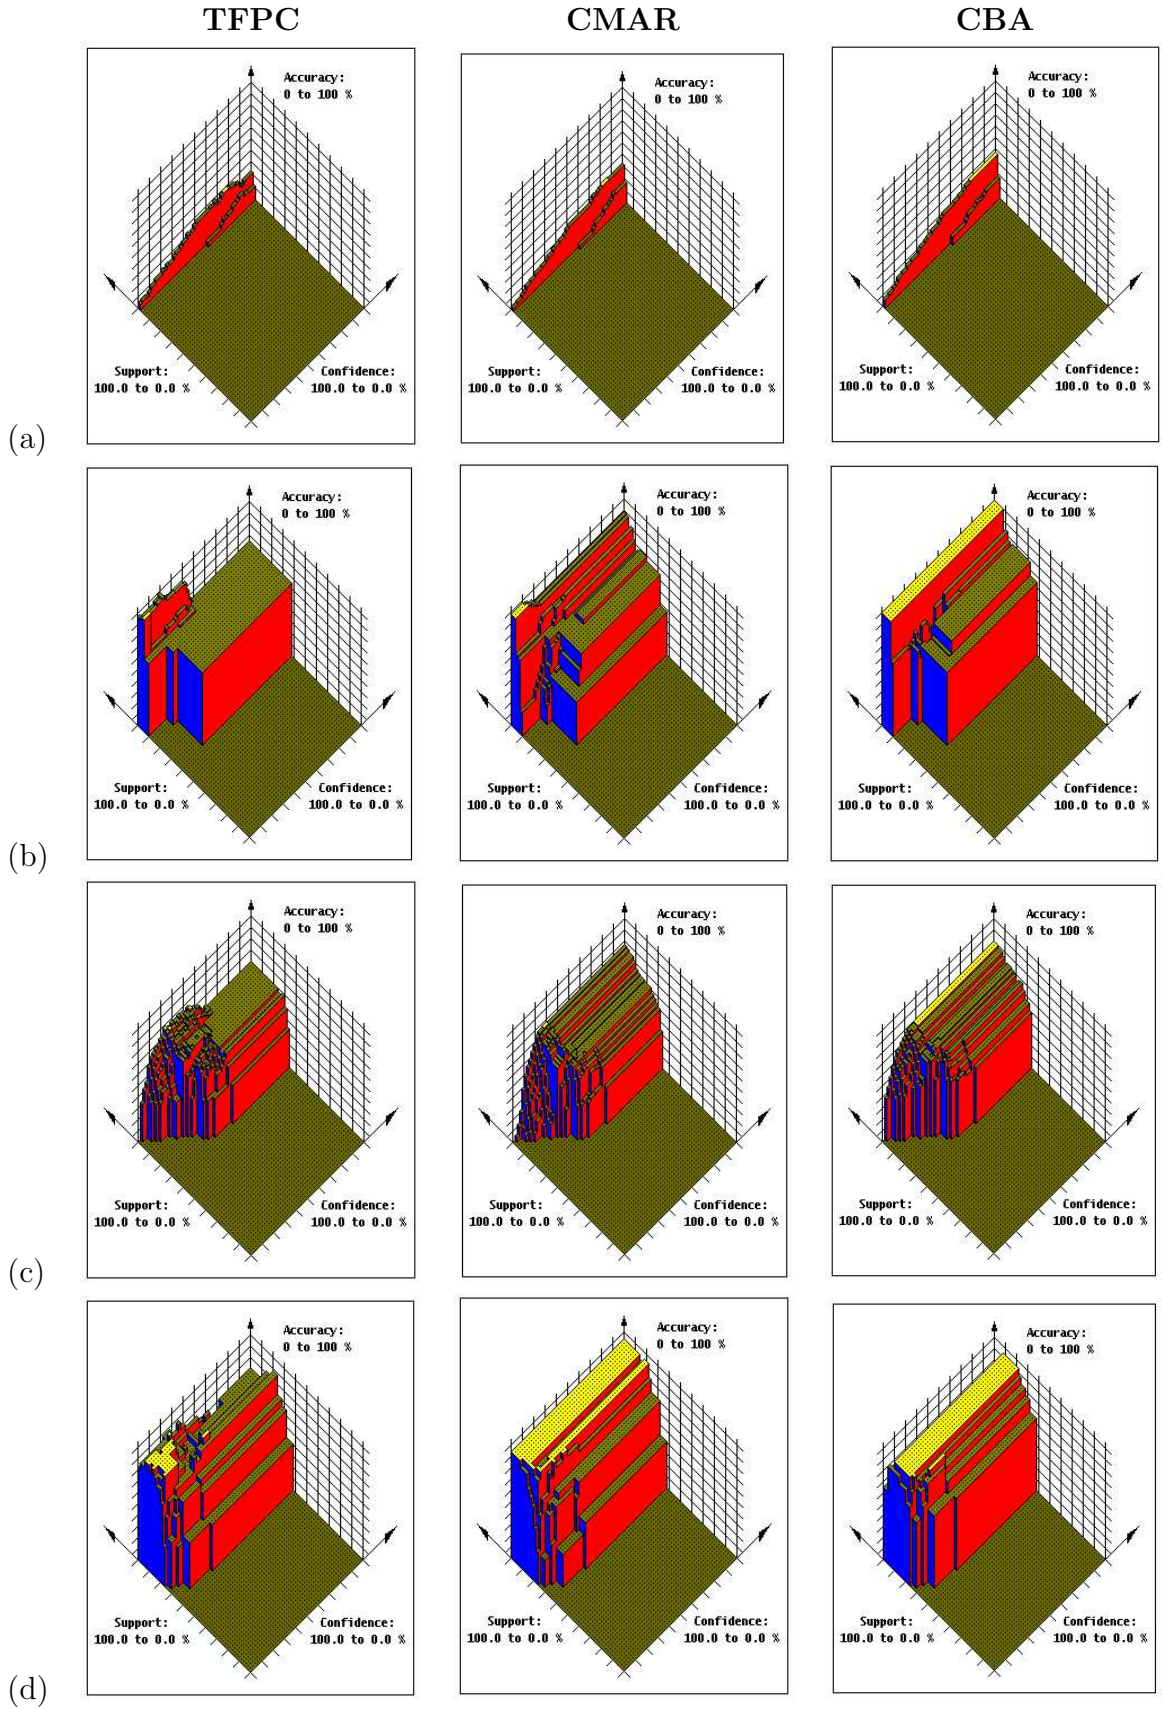 TFPC CMAR CBA
Accuracy:
0 to 100 %
Support:
100.0 to 0.0 %
Confidence:
100.0 to 0.0 %
Accuracy:
0 to 100 %
Support:
100.0 to 0.0 %
Confidence:
100.0 to 0.0 %
Accuracy:
0 to 100 %
Support:
100.0 to 0.0 %
Confidence:
100.0 to 0.0 %
(a)
Accuracy:
0 to 100 %
Support:
100.0 to 0.0 %
Confidence:
100.0 to 0.0 %
Accuracy:
0 to 100 %
Support:
100.0 to 0.0 %
Confidence:
100.0 to 0.0 %
Accuracy:
0 to 100 %
Support:
100.0 to 0.0 %
Confidence:
100.0 to 0.0 %
(b)
Accuracy:
0 to 100 %
Support:
100.0 to 0.0 %
Confidence:
100.0 to 0.0 %
Accuracy:
0 to 100 %
Support:
100.0 to 0.0 %
Confidence:
100.0 to 0.0 %
Accuracy:
0 to 100 %
Support:
100.0 to 0.0 %
Confidence:
100.0 to 0.0 %
(c)
Accuracy:
0 to 100 %
Support:
100.0 to 0.0 %
Confidence:
100.0 to 0.0 %
Accuracy:
0 to 100 %
Support:
100.0 to 0.0 %
Confidence:
100.0 to 0.0 %
Accuracy:
0 to 100 %
Support:
100.0 to 0.0 %
Confidence:
100.0 to 0.0 %
(d)